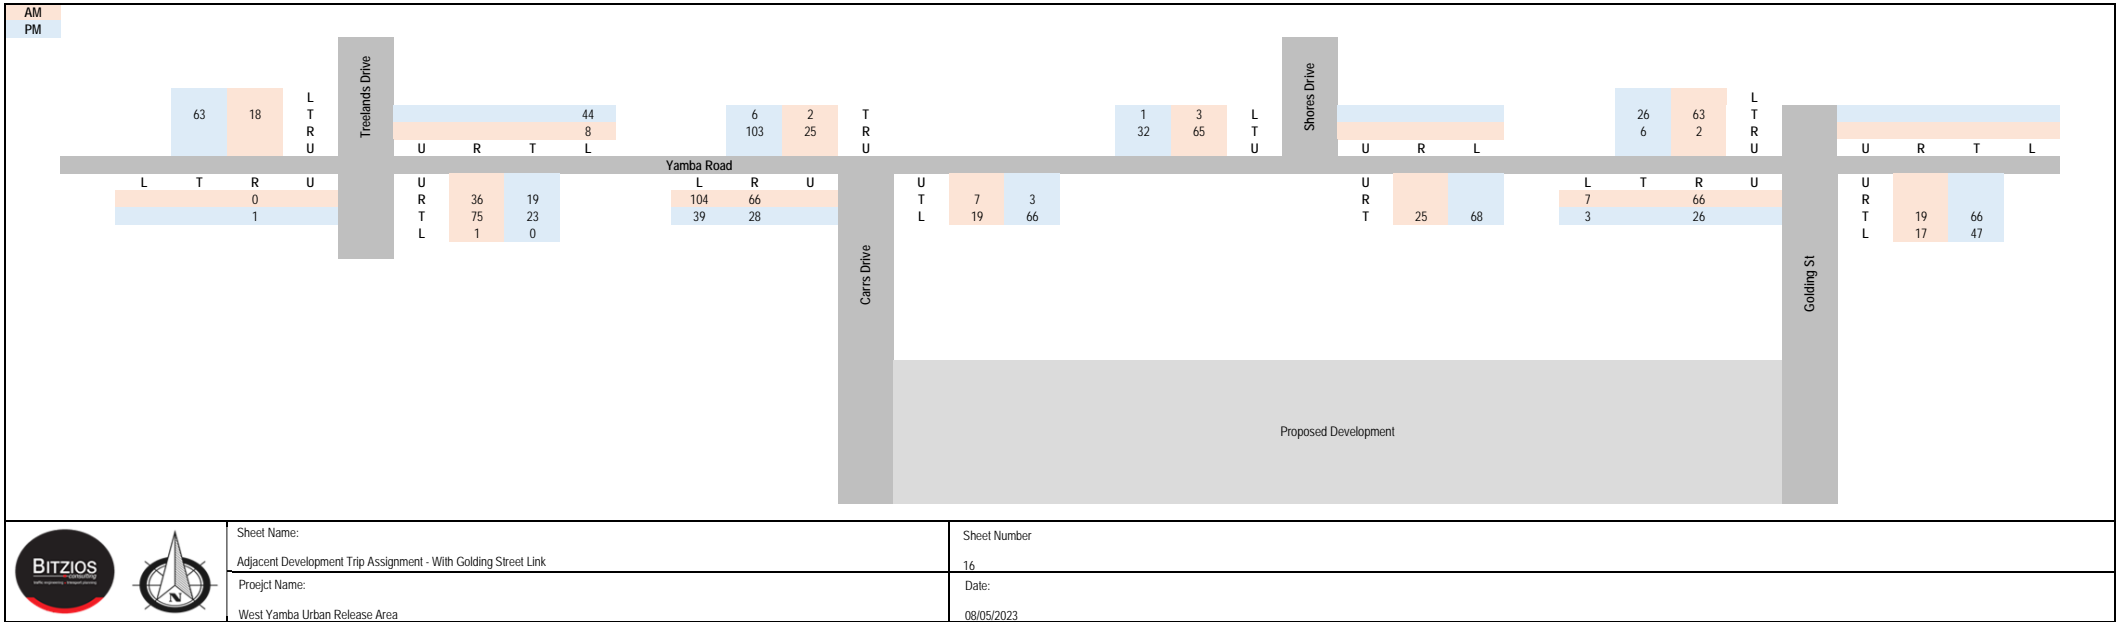 AM
PM
Treelands Drive
Shores Drive
L
63 18 T
R
U
44
8
U R T L
6 2 T
103 25 R
U
1 3 L
32 65 T
U
U R L
L
26 63 T
6 2 R
U
U R T L
Yamba Road
L T R U
0
1
U
R 36 19
T 75 23
L 1 0
L R U
104 66
39 28
U
T 7 3
L 19 66
U
R
T 25 68
L T R U
7 66
3 26
U
R
T 19 66
L 17 47
Carrs Drive
Golding St
Proposed Development
BITZIOS
consulting
N
Sheet Name:
Adjacent Development Trip Assignment - With Golding Street Link
Sheet Number
16
Proejct Name:
West Yamba Urban Release Area
Date:
08/05/2023